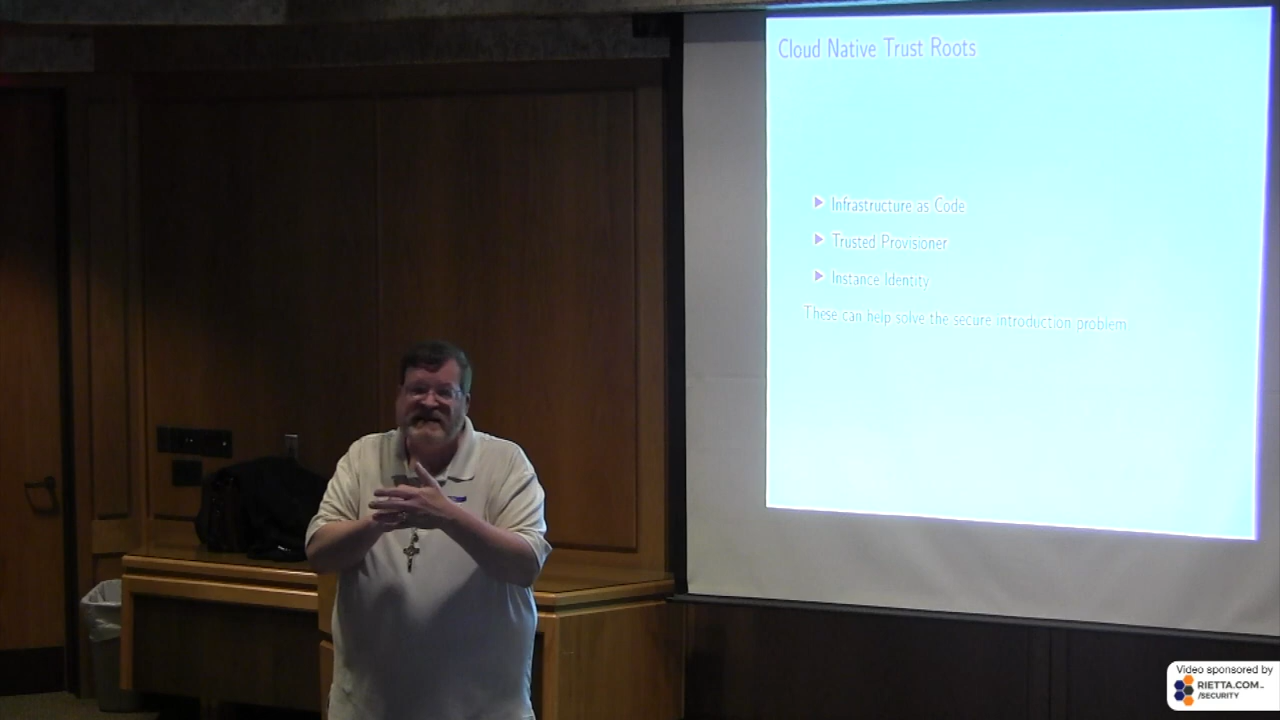 Cloud Native Trust Roots
Infrastructure as Code
Trusted Provisioner
Instance Identity
These can help solve the secure introduction problem
Video sponsored by
RIETTA.COM
/SECURITY